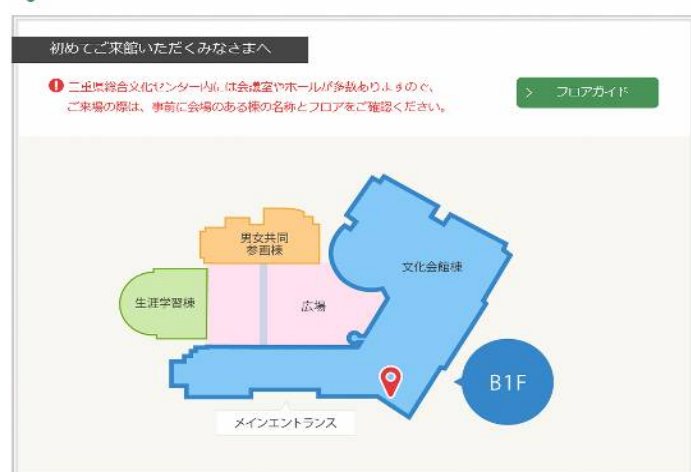 初めてご来館いただくみなさまへ
三重県総合文化センター内には会議室やホールが多数ありますので、
ご来場の際は、事前に会場のある棟の名称とフロアをご確認ください。
フロアガイド
男女共同
参画棟
文化会館棟
生涯学習棟
広場
B1F
メインエントランス